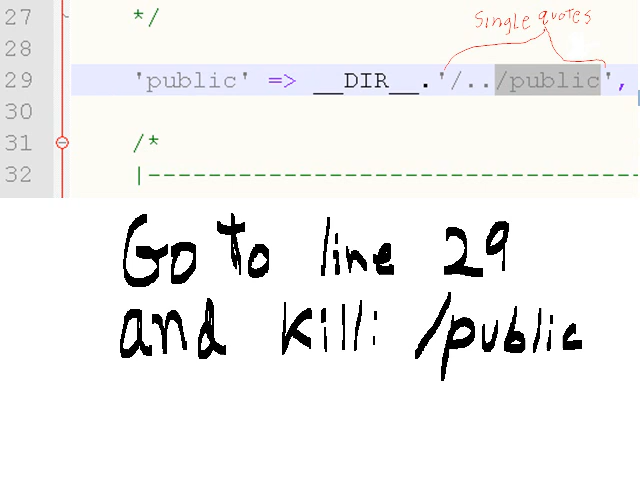 single quotes
27 */
28
29 'public' => __DIR__.'/../public',
30
31 /*
32 |---------------------------------
Go to line 29
and kill: /public